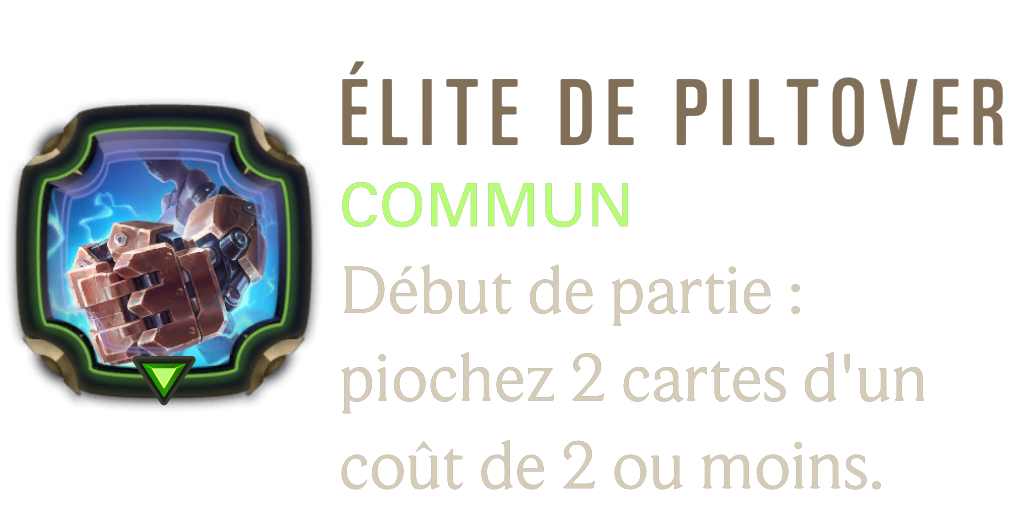 ÉLITE DE PILTOVER
COMMUN
Début de partie :
piochez 2 cartes d'un
coût de 2 ou moins.